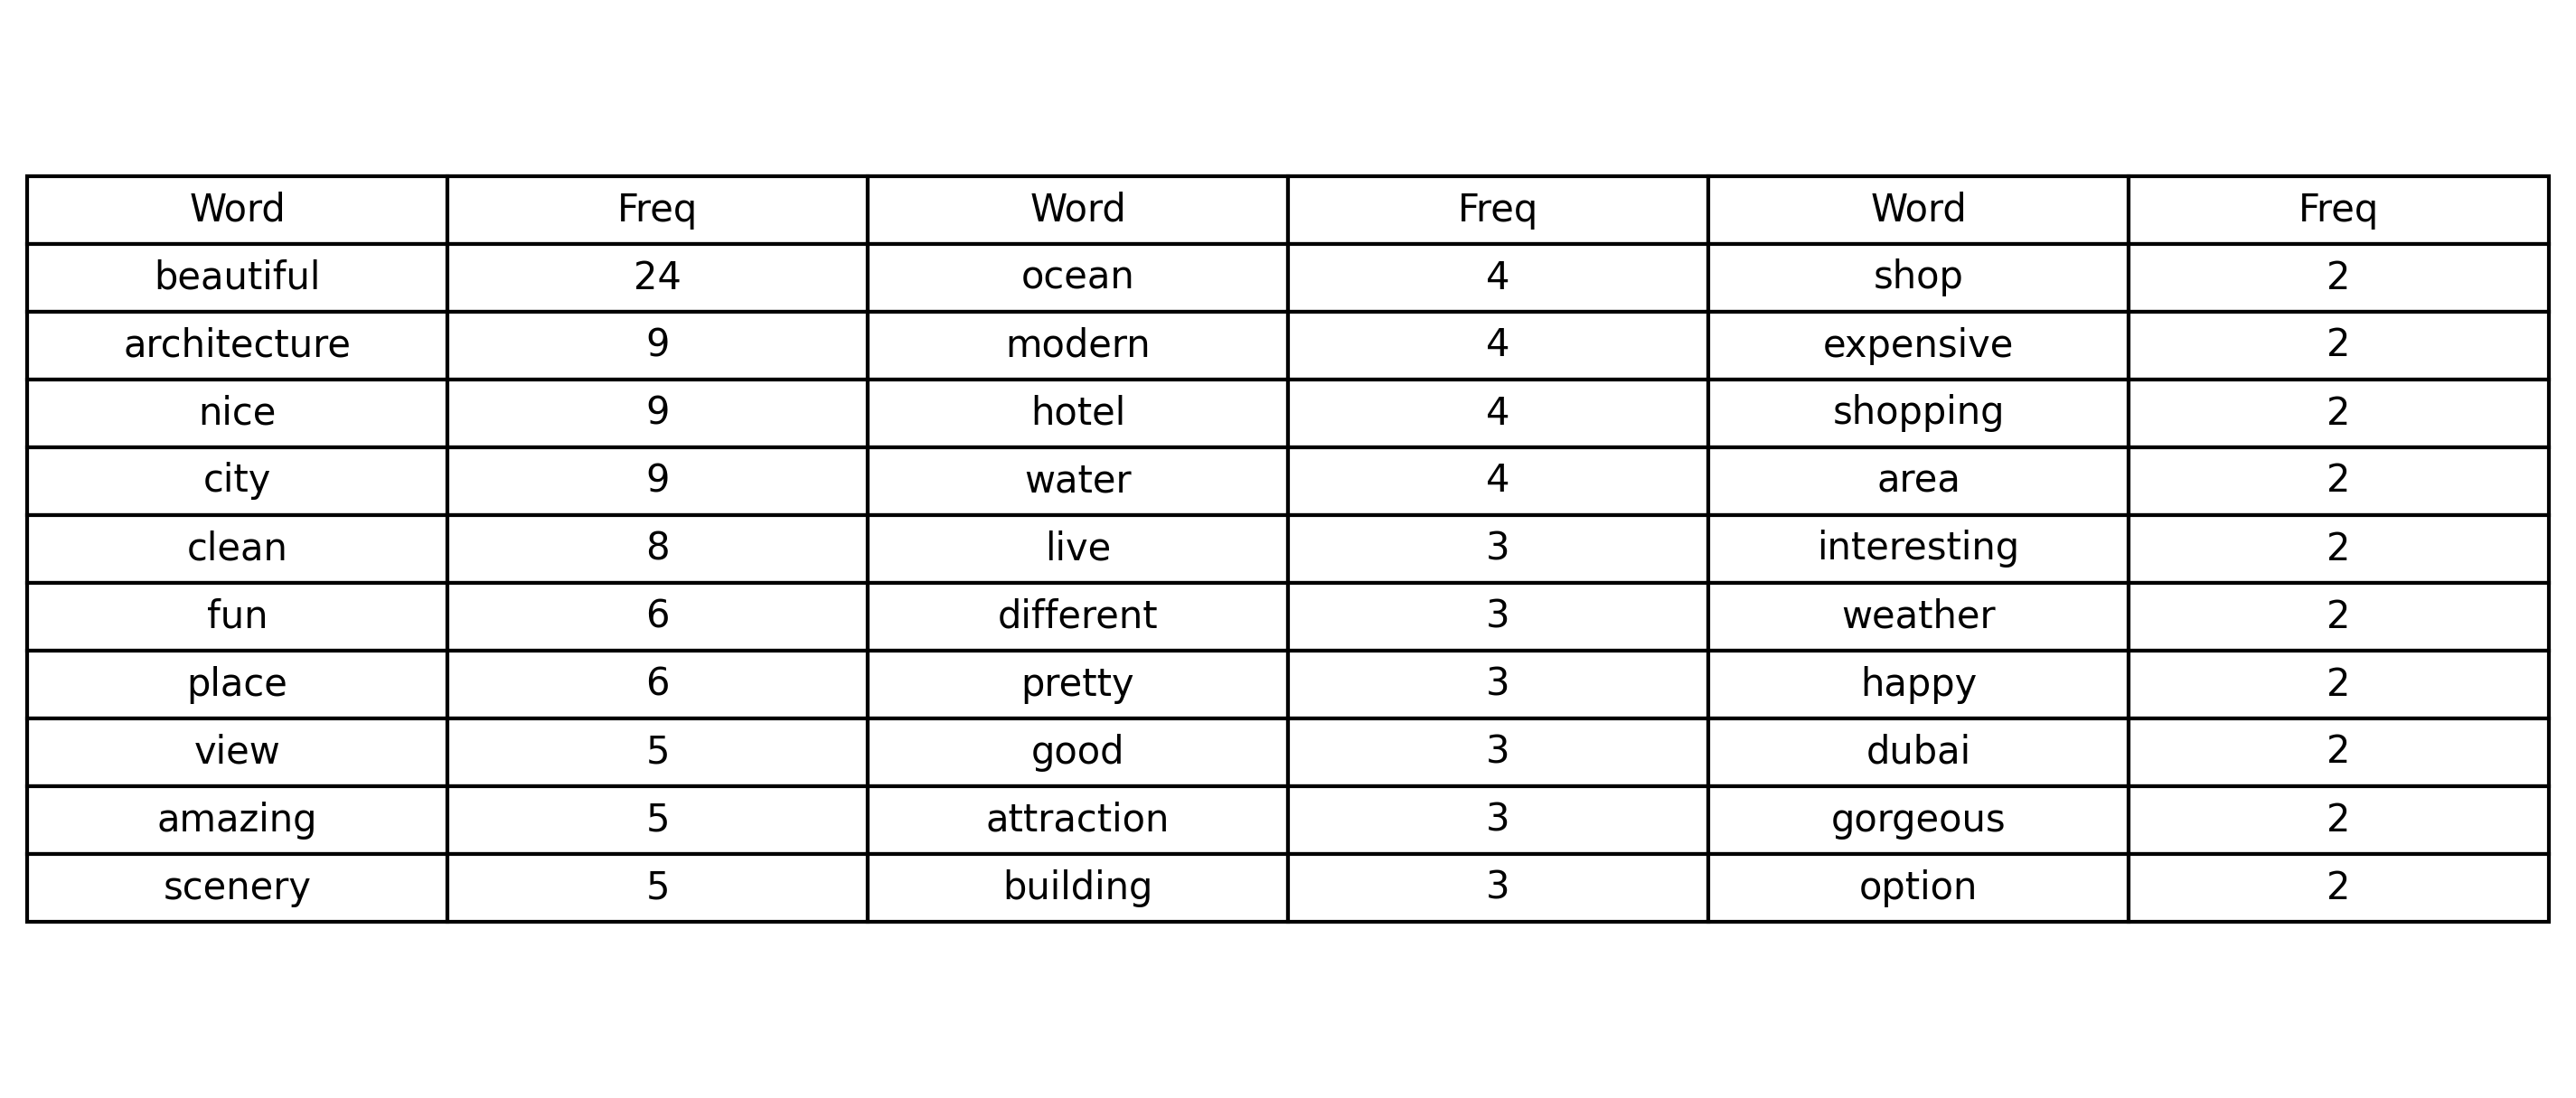 Word Freq Word Freq Word Freq
beautiful 24 ocean 4 shop 2
architecture 9 modern 4 expensive 2
nice 9 hotel 4 shopping 2
city 9 water 4 area 2
clean 8 live 3 interesting 2
fun 6 different 3 weather 2
place 6 pretty 3 happy 2
view 5 good 3 dubai 2
amazing 5 attraction 3 gorgeous 2
scenery 5 building 3 option 2